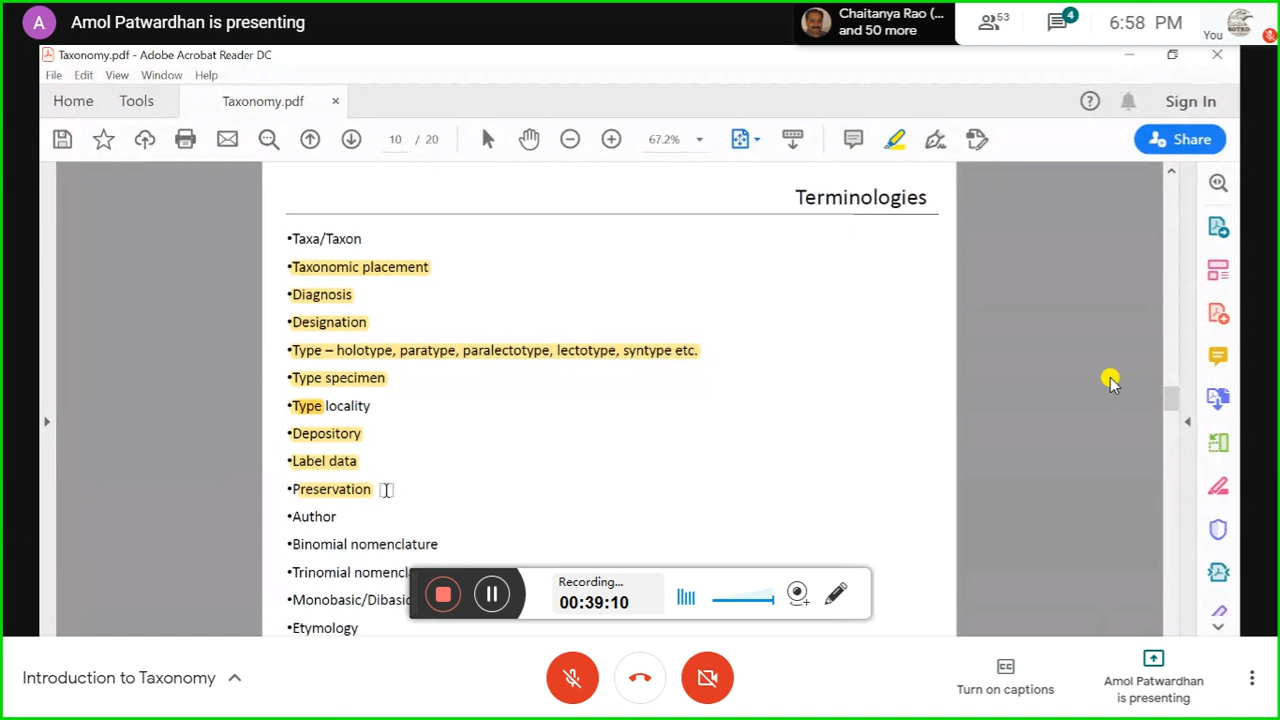 A Amol Patwardhan is presenting
Chaitanya Rao (...
and 50 more
53
4
6:58 PM
You
Taxonomy.pdf - Adobe Acrobat Reader DC
File Edit View Window Help
Home Tools Taxonomy.pdf × Sign In
10 / 20 67.2% Share
Terminologies
•Taxa/Taxon
•Taxonomic placement
•Diagnosis
•Designation
•Type – holotype, paratype, paralectotype, lectotype, syntype etc.
•Type specimen
•Type locality
•Depository
•Label data
•Preservation
•Author
•Binomial nomenclature
•Trinomial nomencl
•Monobasic/Dibasic
•Etymology
Recording...
00:39:10
Introduction to Taxonomy
Turn on captions
Amol Patwardhan
is presenting